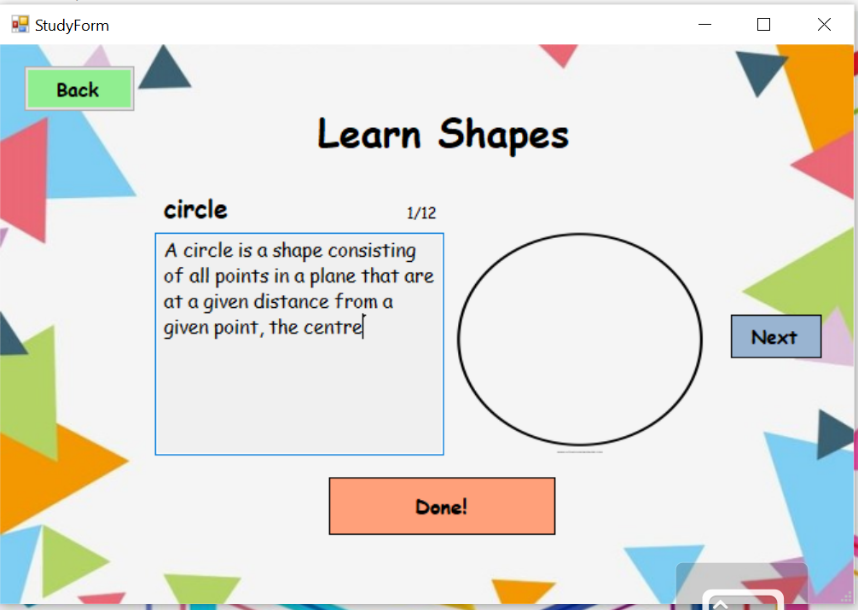 StudyForm
Back
Learn Shapes
circle
1/12
A circle is a shape consisting
of all points in a plane that are
at a given distance from a
given point, the centre
Next
Done!